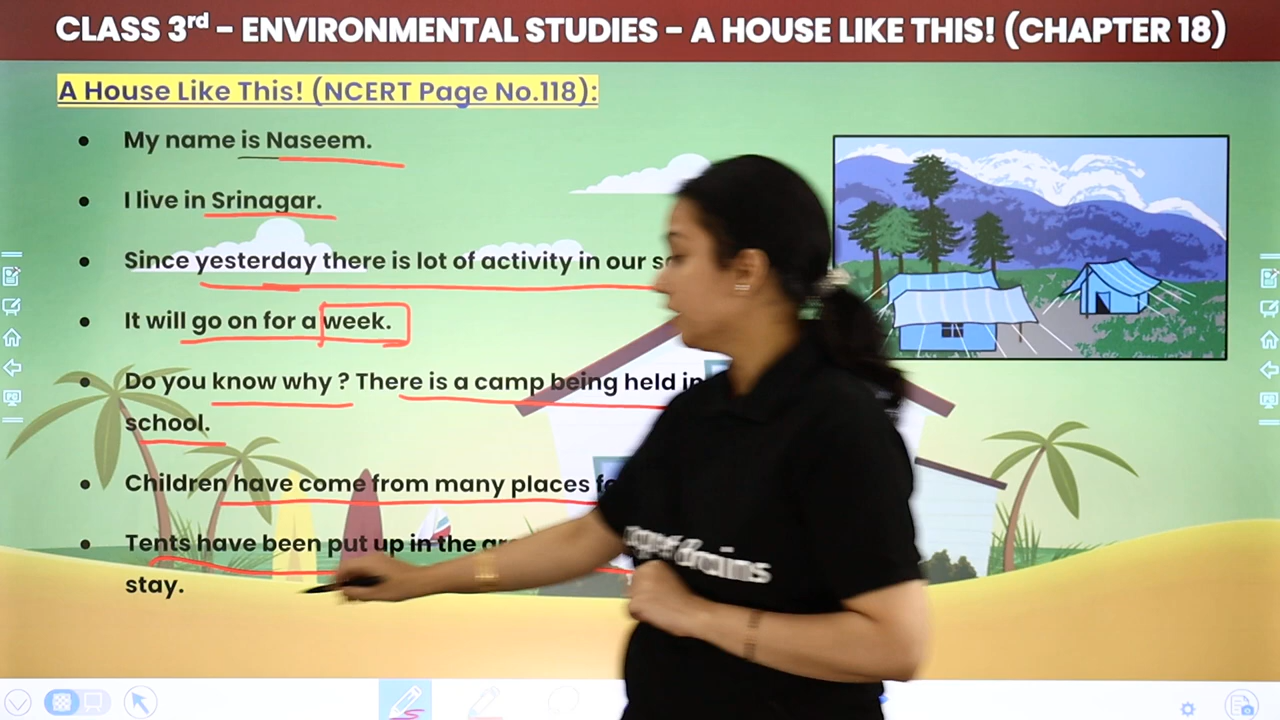 CLASS 3rd – ENVIRONMENTAL STUDIES – A HOUSE LIKE THIS! (CHAPTER 18)
A House Like This! (NCERT Page No.118):
• My name is Naseem.
• I live in Srinagar.
• Since yesterday there is lot of activity in our
• It will go on for a week.
• Do you know why ? There is a camp being held in
school.
• Children have come from many places
• Tents have been put up in the
stay.